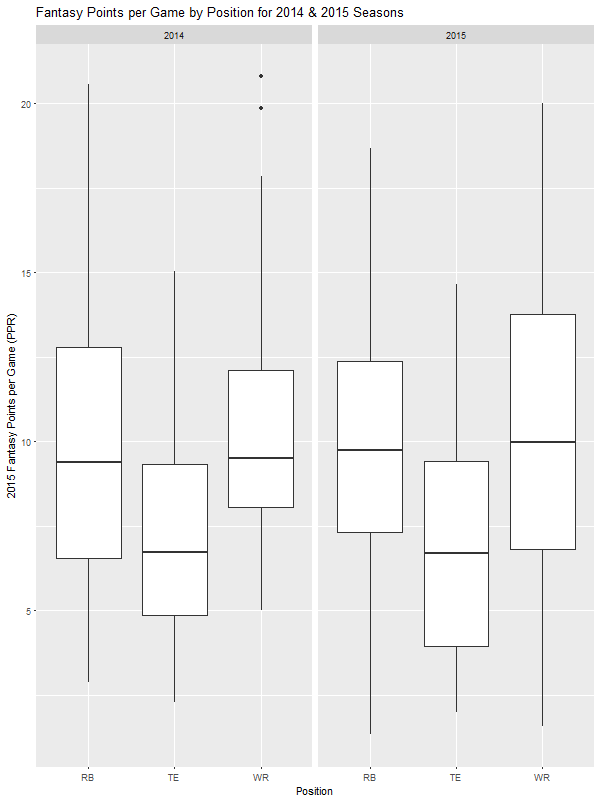 Fantasy Points per Game by Position for 2014 & 2015 Seasons
2014
2015
2015 Fantasy Points per Game (PPR)
20
15
10
5
RB
TE
WR
RB
TE
WR
Position